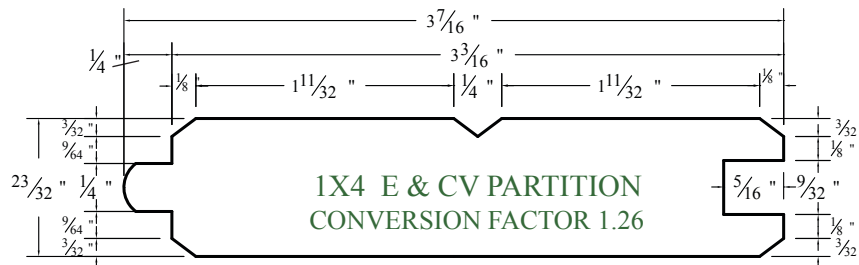 3 7/16 "
3 3/16 "
1/4 "
1/8 "
1 11/32 "
1/4 "
1 11/32 "
1/8 "
3/32 "
9/64 "
23/32 "
1/4 "
9/64 "
3/32 "
1X4 E & CV PARTITION
CONVERSION FACTOR 1.26
5/16 "
9/32 "
3/32 "
1/8 "
1/8 "
3/32 "